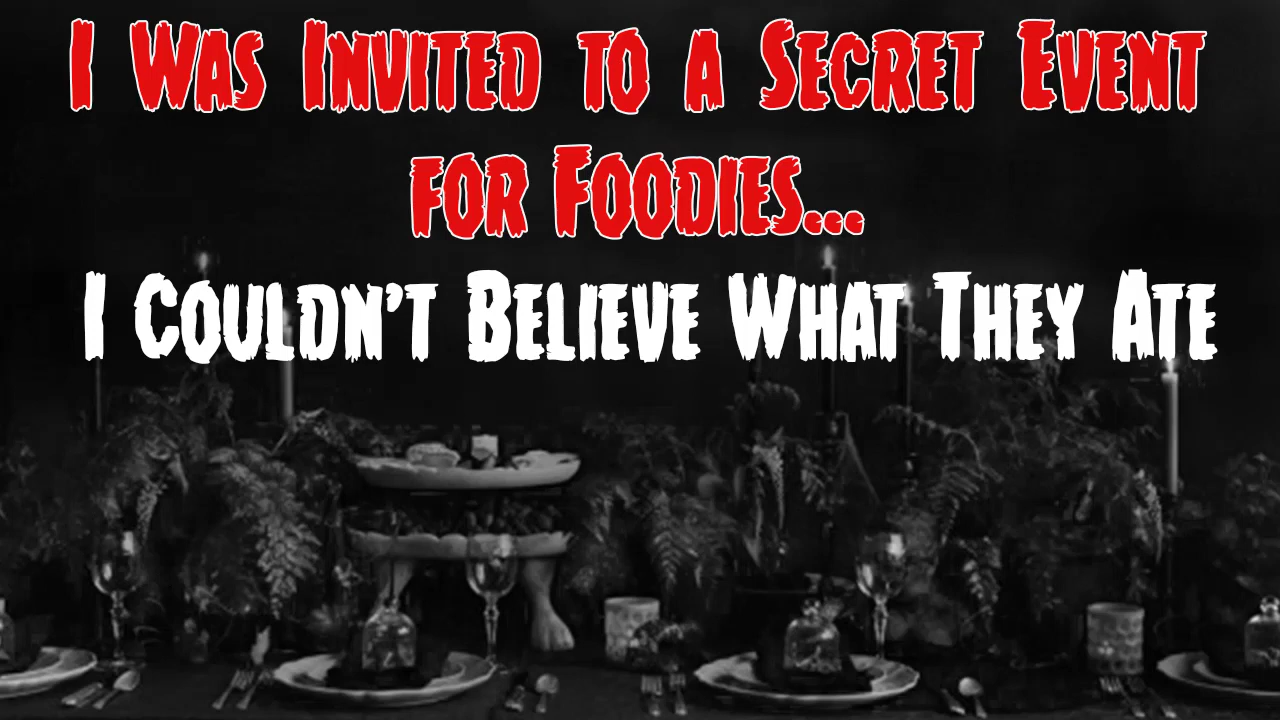 I Was Invited to a Secret Event
for Foodies...
I Couldn't Believe What They Ate